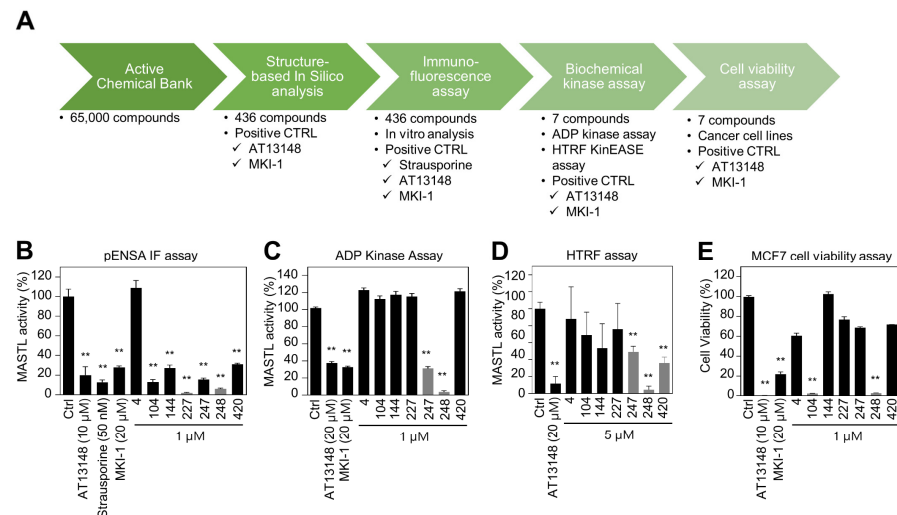 A
Active
Chemical Bank
Structure-
based In Silico
analysis
Immuno-
fluorescence
assay
Biochemical
kinase assay
Cell viability
assay
• 65,000 compounds
• 436 compounds
• Positive CTRL
✓ AT13148
✓ MKI-1
• 436 compounds
• In vitro analysis
• Positive CTRL
✓ Strausporine
✓ AT13148
✓ MKI-1
• 7 compounds
• ADP kinase assay
• HTRF KinEASE
assay
• Positive CTRL
✓ AT13148
✓ MKI-1
• 7 compounds
• Cancer cell lines
• Positive CTRL
✓ AT13148
✓ MKI-1
B
pENSA IF assay
MASTL activity (%)
120
100
80
60
40
20
0
** ** ** ** ** ** ** ** **
Ctrl
AT13148 (10 µM)
Strausporine (50 nM)
MKI-1 (20 µM)
4
104
144
227
247
248
420
1 µM
C
ADP Kinase Assay
MASTL activity (%)
120
100
80
60
40
20
0
** ** ** **
Ctrl
AT13148 (20 µM)
MKI-1 (20 µM)
4
104
144
227
247
248
420
1 µM
D
HTRF assay
MASTL activity (%)
120
100
80
60
40
20
0
** ** ** **
Ctrl
AT13148 (20 µM)
4
104
144
227
247
248
420
5 µM
E
MCF7 cell viability assay
Cell Viability (%)
120
100
80
60
40
20
0
** ** ** **
Ctrl
AT13148 (10 µM)
MKI-1 (20 µM)
4
104
144
227
247
248
420
1 µM